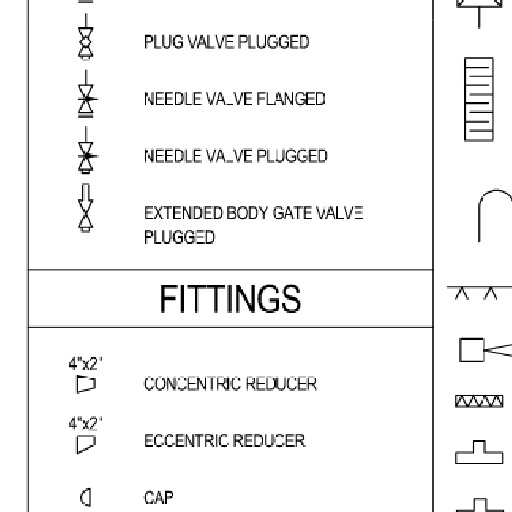 PLUG VALVE PLUGGED
NEEDLE VALVE FLANGED
NEEDLE VALVE PLUGGED
EXTENDED BODY GATE VALVE
PLUGGED
FITTINGS
4"x2"
CONCENTRIC REDUCER
4"x2"
ECCENTRIC REDUCER
CAP